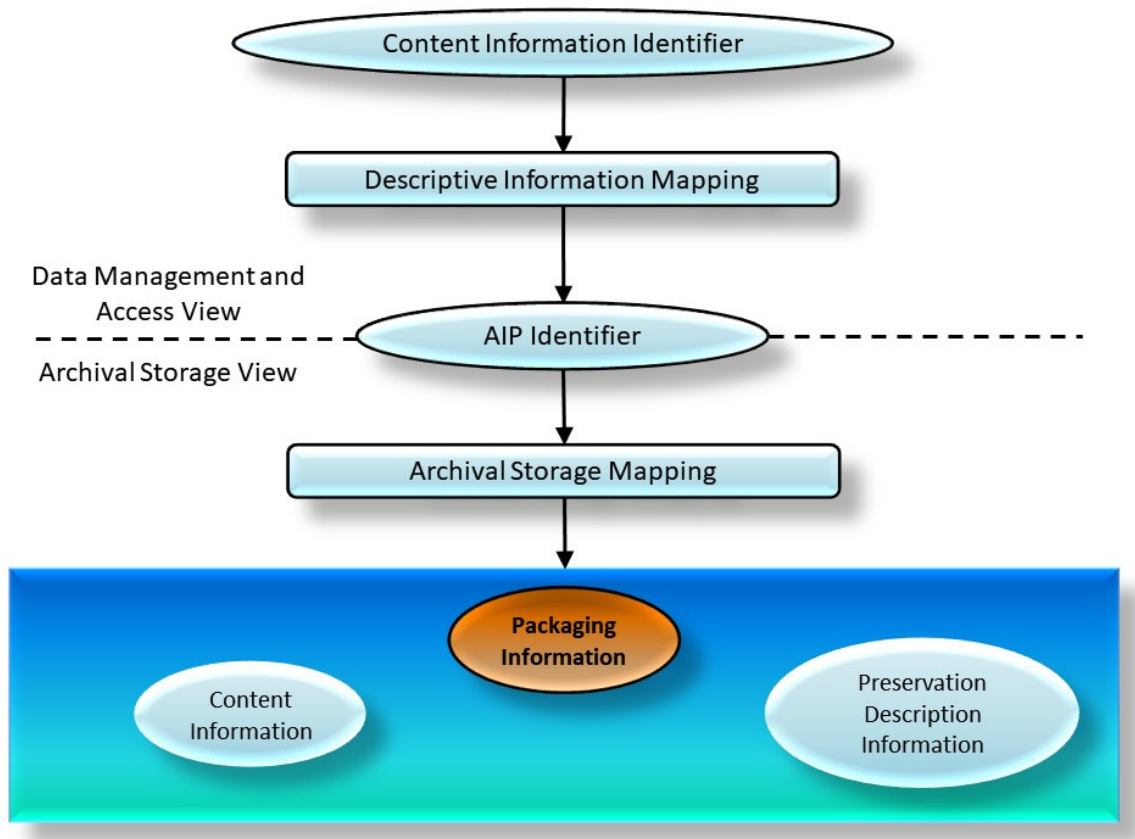 Content Information Identifier
Descriptive Information Mapping
Data Management and
Access View
AIP Identifier
Archival Storage View
Archival Storage Mapping
Packaging
Information
Content
Information
Preservation
Description
Information